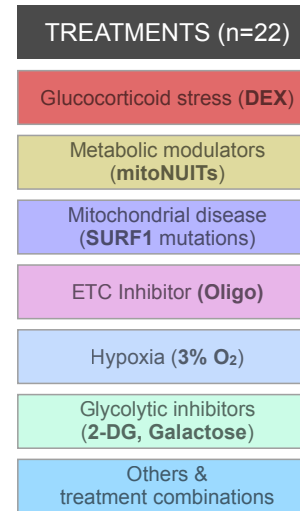 TREATMENTS (n=22)
Glucocorticoid stress (DEX)
Metabolic modulators
(mitoNUITs)
Mitochondrial disease
(SURF1 mutations)
ETC Inhibitor (Oligo)
Hypoxia (3% O₂)
Glycolytic inhibitors
(2-DG, Galactose)
Others &
treatment combinations